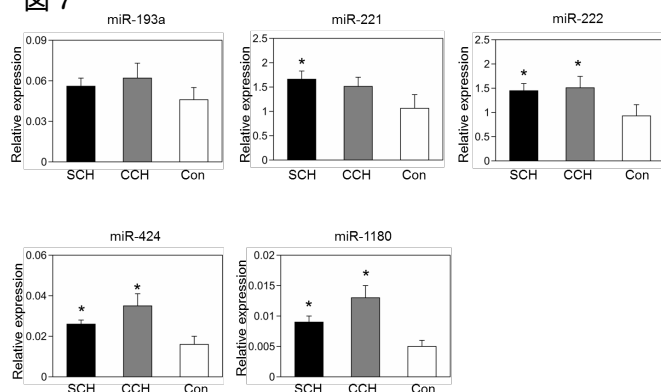 図 7
miR-193a
Relative expression
0.09
0.06
0.03
0
SCH CCH Con
miR-221
Relative expression
2.5
2
1.5
1
0.5
0
*
SCH CCH Con
miR-222
Relative expression
2.5
2
1.5
1
0.5
0
* *
SCH CCH Con
miR-424
Relative expression
0.06
0.04
0.02
0
* *
SCH CCH Con
miR-1180
Relative expression
0.02
0.015
0.01
0.005
0
* *
SCH CCH Con